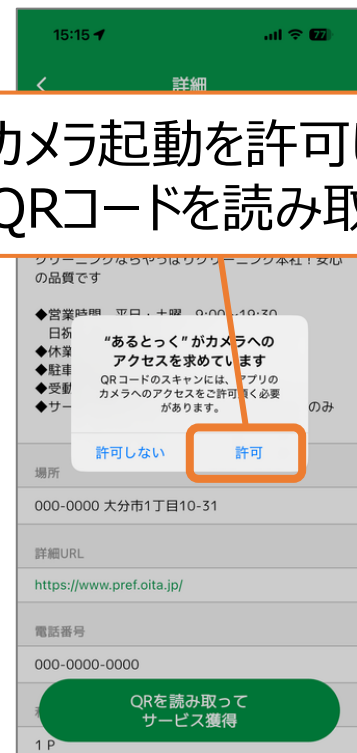 15:15
77
詳細
カメラ起動を許可
QRコードを読み取
クリーニングならやっぱりクリーニング本社！安心
の品質です
◆営業時間 平日・土曜 9:00~19:30
日祝
◆休業
◆駐車
◆受動
◆サー
のみ
“あるとっく”がカメラへの
アクセスを求めています
QRコードのスキャンには、アプリの
カメラへのアクセスをご許可頂く必要
があります。
許可しない
許可
場所
000-0000 大分市1丁目10-31
詳細URL
https://www.pref.oita.jp/
電話番号
000-0000-0000
QRを読み取って
サービス獲得
1 P